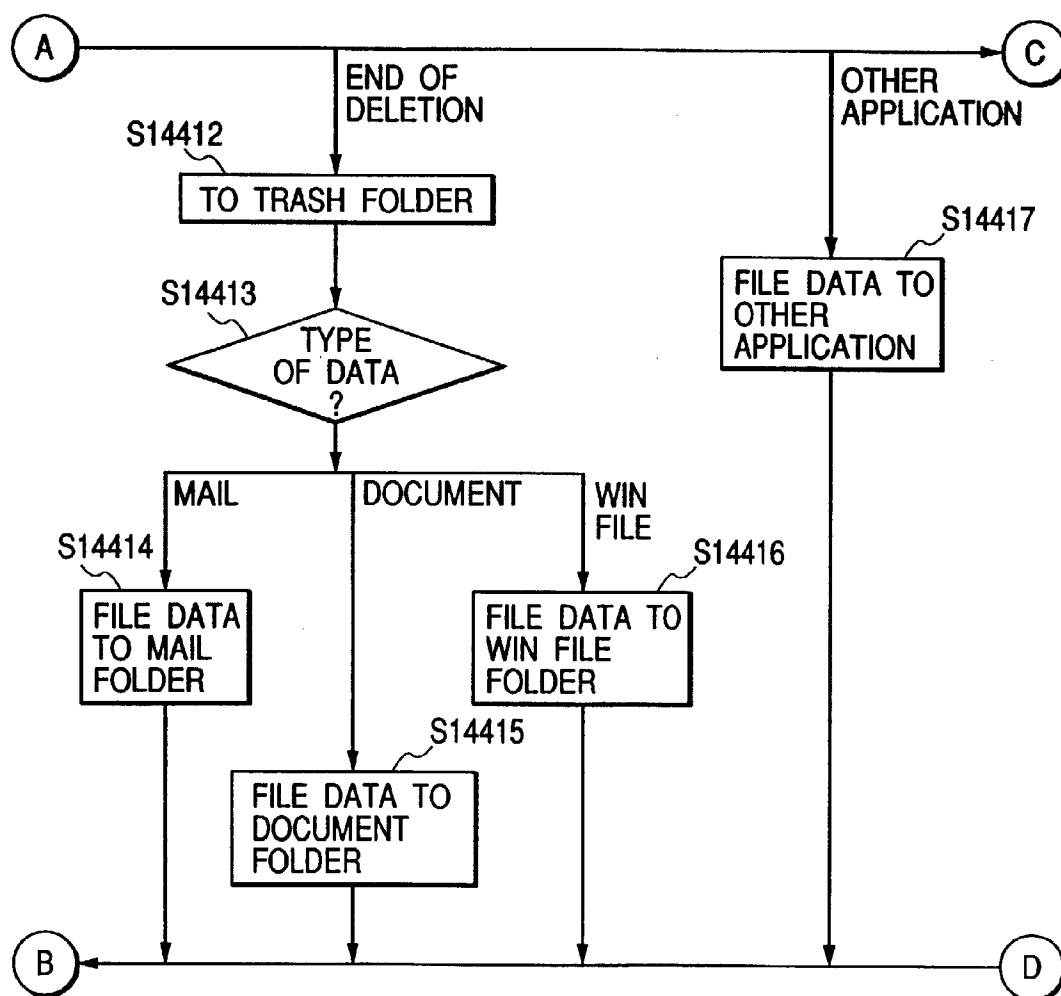 A
C
END OF
DELETION
OTHER
APPLICATION
S14412
TO TRASH FOLDER
S14417
FILE DATA TO
OTHER
APPLICATION
S14413
TYPE
OF DATA
?
MAIL
DOCUMENT
WIN
FILE
S14414
FILE DATA
TO MAIL
FOLDER
S14416
FILE DATA TO
WIN FILE
FOLDER
S14415
FILE DATA TO
DOCUMENT
FOLDER
B
D